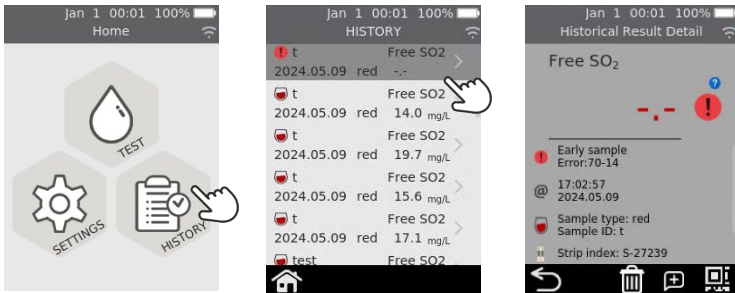 Jan 1 00:01 100%
Home
TEST
SETTINGS
HISTORY
Jan 1 00:01 100%
HISTORY
t Free SO2
2024.05.09 red -.-
t Free SO2
2024.05.09 red 14.0 mg/L
t Free SO2
2024.05.09 red 19.7 mg/L
t Free SO2
2024.05.09 red 15.6 mg/L
t Free SO2
2024.05.09 red 17.1 mg/L
test Free SO2
Jan 1 00:01 100%
Historical Result Detail
Free SO₂
?
-.- !
Early sample
! Error:70-14
@ 17:02:57
2024.05.09
Sample type: red
Sample ID: t
Strip index: S-27239